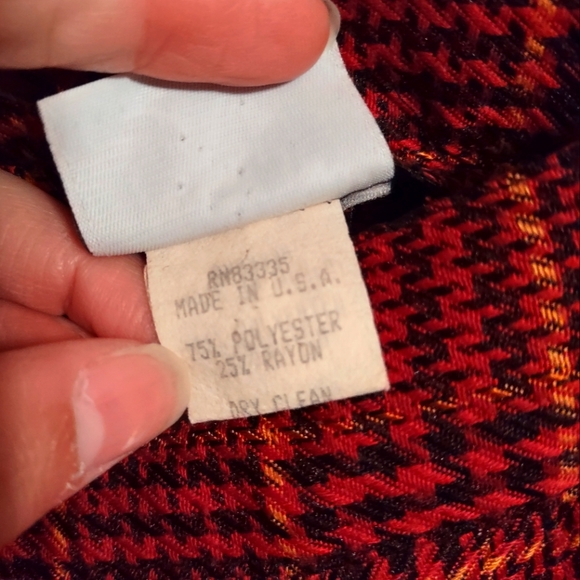 RN83335
MADE IN U.S.A.
75% POLYESTER
25% RAYON
DRY CLEAN